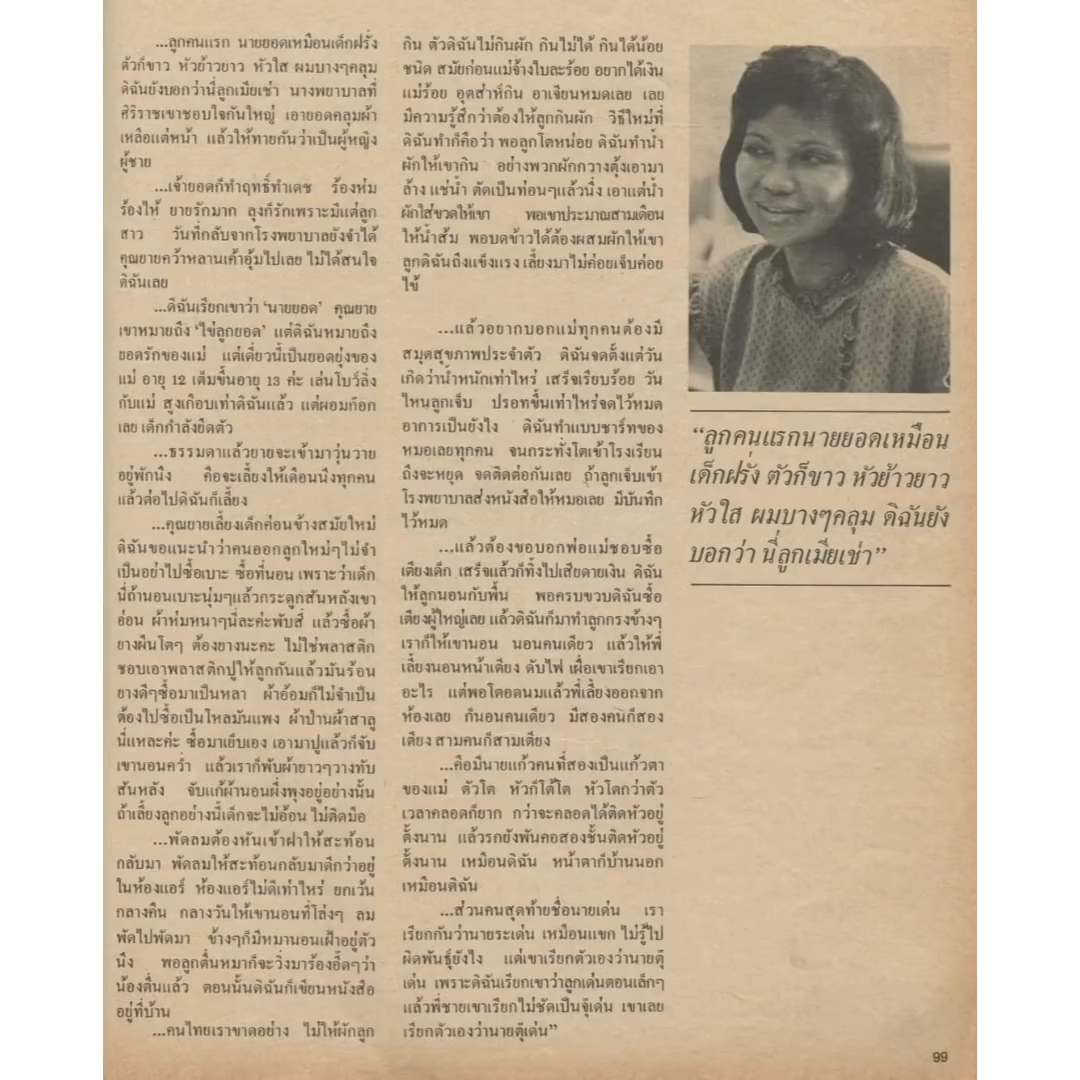 ...ลูกคนแรก นายยอดเหมือนเด็กฝรั่ง
ตัวก็ขาว หัวย้าวยาว หัวใส ผมบางๆคลุม
ดิฉันยังบอกว่านี่ลูกเมียเช่า นางพยาบาลที่
ศิริราชเขาชอบใจกันใหญ่ เอายอดคลุมผ้า
เหลือแต่หน้า แล้วให้ทายกันว่าเป็นผู้หญิง
ผู้ชาย
...เจ้ายอดก็ทำฤทธิ์ทำเดช ร้องห่ม
ร้องไห้ ยายรักมาก ลุงก็รักเพราะมีแต่ลูก
สาว วันที่กลับจากโรงพยาบาลยังจำได้
คุณยายคว้าหลานเค้าอุ้มไปเลย ไม่ได้สนใจ
ดิฉันเลย
...ดิฉันเรียกเขาว่า ‘นายยอด’ คุณยาย
เขาหมายถึง ‘ไข่ลูกยอด’ แต่ดิฉันหมายถึง
ยอดรักของแม่ แต่เดี๋ยวนี้เป็นยอดยุ่งของ
แม่ อายุ 12 เต็มขึ้นอายุ 13 ค่ะ เล่นโบว์ลิ่ง
กับแม่ สูงเกือบเท่าดิฉันแล้ว แต่ผอมก๊อก
เลย เด็กกำลังยืดตัว
...ธรรมดาแล้วยายจะเข้ามาวุ่นวาย
อยู่พักนึง คือจะเลี้ยงให้เดือนนึงทุกคน
แล้วต่อไปดิฉันก็เลี้ยง
...คุณยายเลี้ยงเด็กค่อนข้างสมัยใหม่
ดิฉันขอแนะนำว่าคนออกลูกใหม่ๆไม่จำ
เป็นอย่าไปซื้อเบาะ ซื้อที่นอน เพราะว่าเด็ก
นี่ถ้านอนเบาะนุ่มๆแล้วกระดูกสันหลังเขา
อ่อน ผ้าห่มหนาๆนี่ละค่ะพับสี่ แล้วซื้อผ้า
ยางผืนโตๆ ต้องยางนะคะ ไม่ใช่พลาสติก
ชอบเอาพลาสติกปูให้ลูกกันแล้วมันร้อน
ยางดีๆซื้อมาเป็นหลา ผ้าอ้อมก็ไม่จำเป็น
ต้องไปซื้อเป็นโหลมันแพง ผ้าป่านผ้าสาลู
นี่แหละค่ะ ซื้อมาเย็บเอง เอามาปูแล้วก็จับ
เขานอนคว่ำ แล้วเราก็พับผ้ายาวๆวางทับ
สันหลัง จับแก้ผ้านอนผึ่งพุงอยู่อย่างนั้น
ถ้าเลี้ยงลูกอย่างนี้เด็กจะไม่อ้อน ไม่ติดมือ
...พัดลมต้องหันเข้าฝาให้สะท้อน
กลับมา พัดลมให้สะท้อนกลับมาดีกว่าอยู่
ในห้องแอร์ ห้องแอร์ไม่ดีเท่าไหร่ ยกเว้น
กลางคืน กลางวันให้เขานอนที่โล่งๆ ลม
พัดไปพัดมา ข้างๆก็มีหมานอนเฝ้าอยู่ตัว
นึง พอลูกตื่นหมาก็จะวิ่งมาร้องอี๊ดๆว่า
น้องตื่นแล้ว ตอนนั้นดิฉันก็เขียนหนังสือ
อยู่ที่บ้าน
...คนไทยเราขาดอย่าง ไม่ให้ผักลูก
กิน ตัวดิฉันไม่กินผัก กินไม่ได้ กินได้น้อย
ชนิด สมัยก่อนแม่จ้างใบละร้อย อยากได้เงิน
แม่ร้อย อุตส่าห์กิน อาเจียนหมดเลย เลย
มีความรู้สึกว่าต้องให้ลูกกินผัก วิธีใหม่ที่
ดิฉันทำก็คือว่า พอลูกโตหน่อย ดิฉันทำน้ำ
ผักให้เขากิน อย่างพวกผักกวางตุ้งเอามา
ล้าง แช่น้ำ ตัดเป็นท่อนๆแล้วนึ่ง เอาแต่น้ำ
ผักใส่ขวดให้เขา พอเขาประมาณสามเดือน
ให้น้ำส้ม พอบดข้าวได้ต้องผสมผักให้เขา
ลูกดิฉันถึงแข็งแรง เลี้ยงมาไม่ค่อยเจ็บค่อย
ไข้
...แล้วอยากบอกแม่ทุกคนต้องมี
สมุดสุขภาพประจำตัว ดิฉันจดตั้งแต่วัน
เกิดว่าน้ำหนักเท่าไหร่ เสร็จเรียบร้อย วัน
ไหนลูกเจ็บ ปรอทขึ้นเท่าไหร่จดไว้หมด
อาการเป็นยังไง ดิฉันทำแบบชาร์ทของ
หมอเลยทุกคน จนกระทั่งโตเข้าโรงเรียน
ถึงจะหยุด จดติดต่อกันเลย ถ้าลูกเจ็บเข้า
โรงพยาบาลส่งหนังสือให้หมอเลย มีบันทึก
ไว้หมด
...แล้วต้องขอบอกพ่อแม่ชอบซื้อ
เตียงเด็ก เสร็จแล้วก็ทิ้งไปเสียดายเงิน ดิฉัน
ให้ลูกนอนกับพื้น พอครบขวบดิฉันซื้อ
เตียงผู้ใหญ่เลย แล้วดิฉันก็มาทำลูกกรงข้างๆ
เราก็ให้เขานอน นอนคนเดียว แล้วให้พี่
เลี้ยงนอนหน้าเตียง ดับไฟ เผื่อเขาเรียกเอา
อะไร แต่พอโตอดนมแล้วพี่เลี้ยงออกจาก
ห้องเลย ก็นอนคนเดียว มีสองคนก็สอง
เตียง สามคนก็สามเตียง
...คือมีนายแก้วคนที่สองเป็นแก้วตา
ของแม่ ตัวโต หัวก็โต๊โต หัวโตกว่าตัว
เวลาคลอดก็ยาก กว่าจะคลอดได้ติดหัวอยู่
ตั้งนาน แล้วรกยังพันคอสองชั้นติดหัวอยู่
ตั้งนาน เหมือนดิฉัน หน้าตาก็บ้านนอก
เหมือนดิฉัน
...ส่วนคนสุดท้ายชื่อนายเด่น เรา
เรียกกันว่านายระเด่น เหมือนแขก ไม่รู้ไป
ผิดพันธุ์ยังไง แต่เขาเรียกตัวเองว่านายตุ๊
เด่น เพราะดิฉันเรียกเขาว่าลูกเด่นตอนเล็กๆ
แล้วพี่ชายเขาเรียกไม่ชัดเป็นจุ๊เด่น เขาเลย
เรียกตัวเองว่านายตุ๊เด่น”
“ลูกคนแรกนายยอดเหมือน
เด็กฝรั่ง ตัวก็ขาว หัวย้าวยาว
หัวใส ผมบางๆคลุม ดิฉันยัง
บอกว่า นี่ลูกเมียเช่า”
99